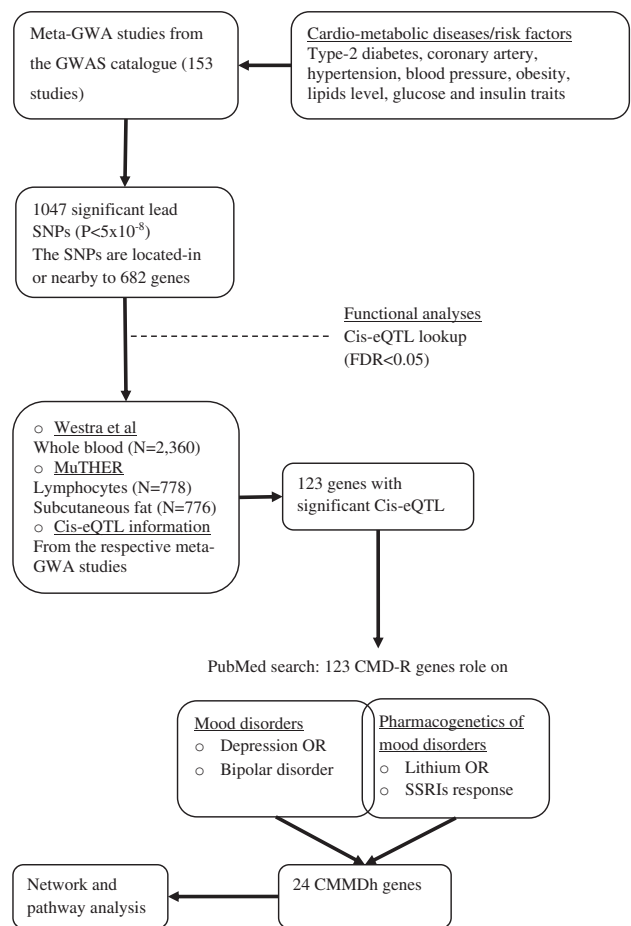 Meta-GWA studies from
the GWAS catalogue (153
studies)
Cardio-metabolic diseases/risk factors
Type-2 diabetes, coronary artery,
hypertension, blood pressure, obesity,
lipids level, glucose and insulin traits
1047 significant lead
SNPs (P<5x10⁻⁸)
The SNPs are located-in
or nearby to 682 genes
Functional analyses
Cis-eQTL lookup
(FDR<0.05)
○ Westra et al
Whole blood (N=2,360)
○ MuTHER
Lymphocytes (N=778)
Subcutaneous fat (N=776)
○ Cis-eQTL information
From the respective meta-
GWA studies
123 genes with
significant Cis-eQTL
PubMed search: 123 CMD-R genes role on
Mood disorders
○ Depression OR
○ Bipolar disorder
Pharmacogenetics of
mood disorders
○ Lithium OR
○ SSRIs response
24 CMMDh genes
Network and
pathway analysis